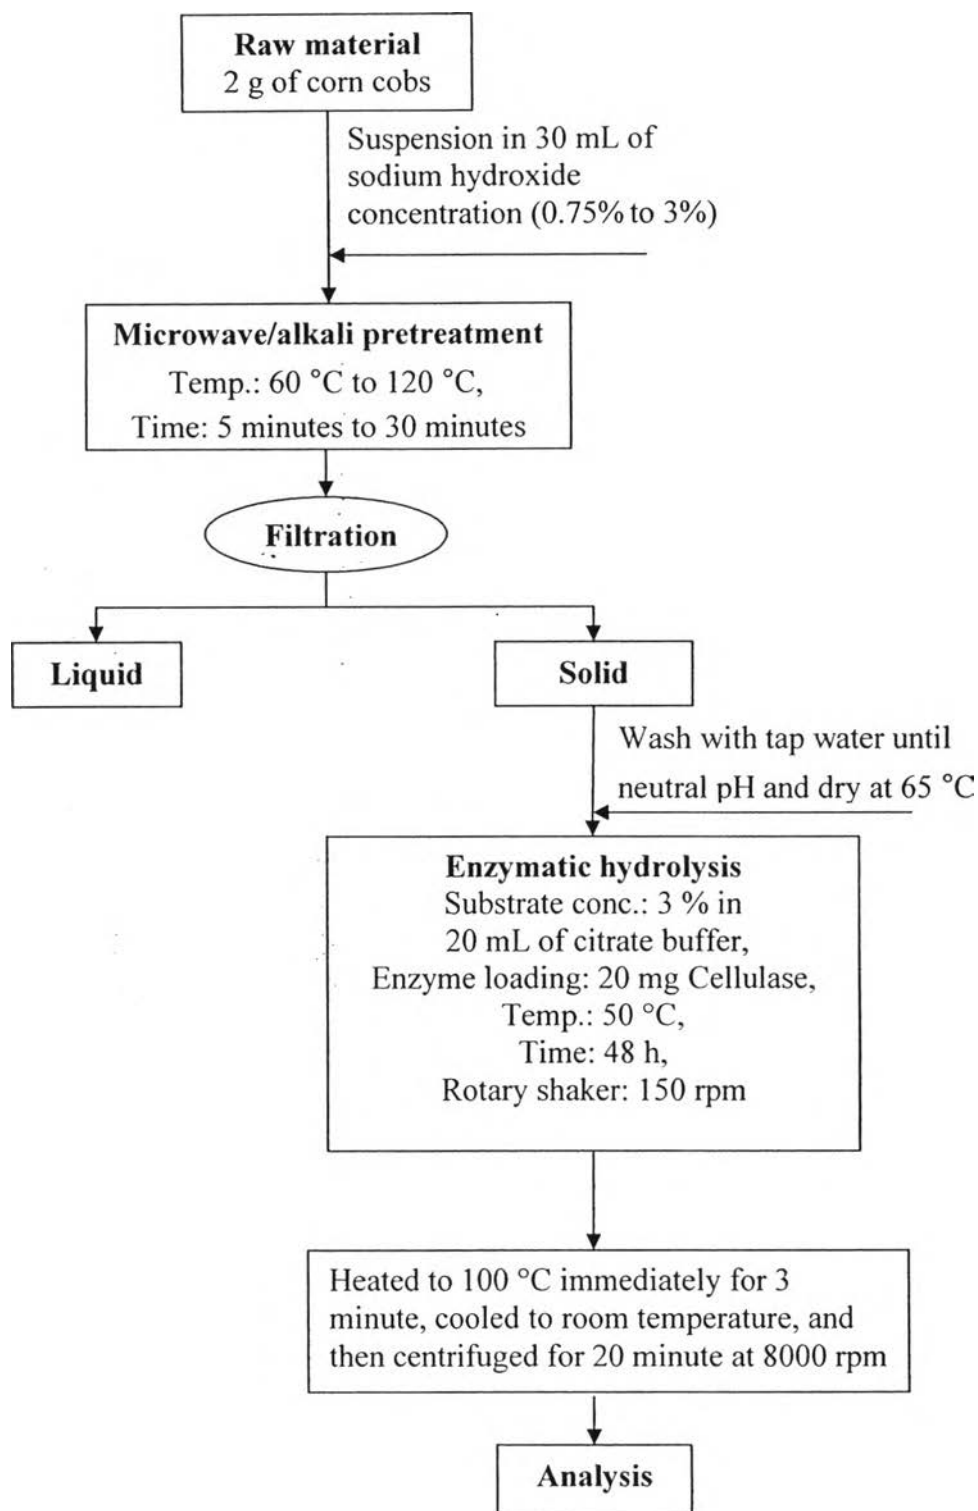 Raw material
2 g of corn cobs
Suspension in 30 mL of
sodium hydroxide
concentration (0.75% to 3%)
Microwave/alkali pretreatment
Temp.: 60 °C to 120 °C,
Time: 5 minutes to 30 minutes
Filtration
Liquid
Solid
Wash with tap water until
neutral pH and dry at 65 °C
Enzymatic hydrolysis
Substrate conc.: 3 % in
20 mL of citrate buffer,
Enzyme loading: 20 mg Cellulase,
Temp.: 50 °C,
Time: 48 h,
Rotary shaker: 150 rpm
Heated to 100 °C immediately for 3
minute, cooled to room temperature, and
then centrifuged for 20 minute at 8000 rpm
Analysis